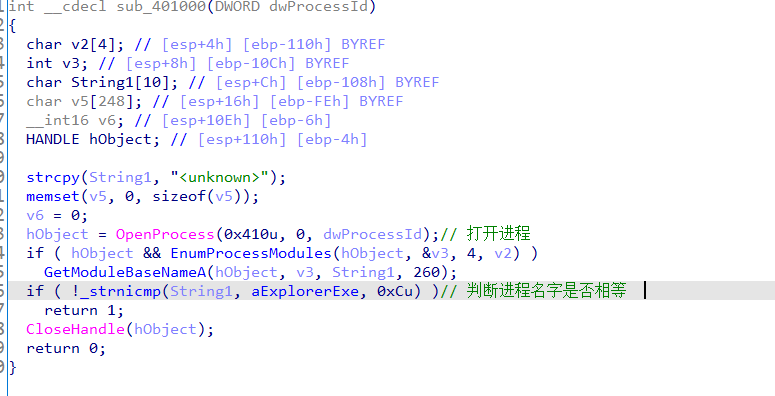 int __cdecl sub_401000(DWORD dwProcessId)
{
char v2[4]; // [esp+4h] [ebp-110h] BYREF
int v3; // [esp+8h] [ebp-10Ch] BYREF
char String1[10]; // [esp+Ch] [ebp-108h] BYREF
char v5[248]; // [esp+16h] [ebp-FEh] BYREF
__int16 v6; // [esp+10Eh] [ebp-6h]
HANDLE hObject; // [esp+110h] [ebp-4h]
strcpy(String1, "<unknown>");
memset(v5, 0, sizeof(v5));
v6 = 0;
hObject = OpenProcess(0x410u, 0, dwProcessId);// 打开进程
if ( hObject && EnumProcessModules(hObject, &v3, 4, v2) )
GetModuleBaseNameA(hObject, v3, String1, 260);
if ( !_strnicmp(String1, aExplorerExe, 0xCu) )// 判断进程名字是否相等
return 1;
CloseHandle(hObject);
return 0;
}